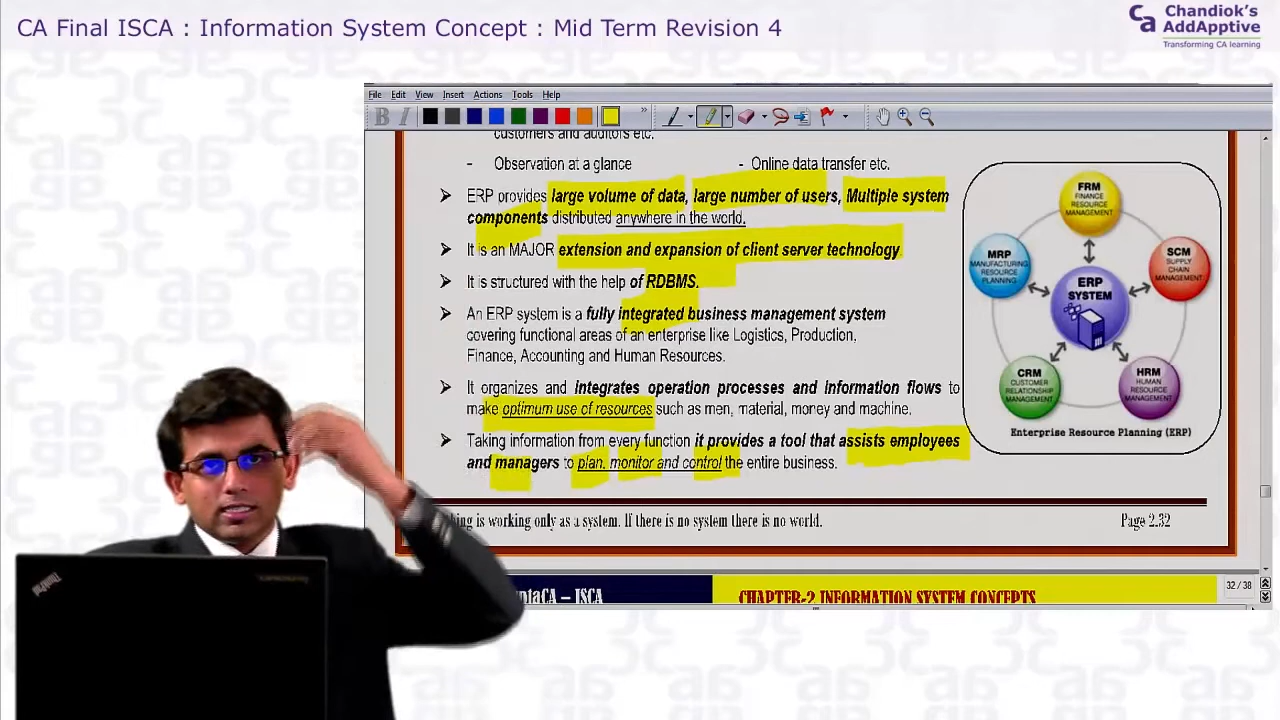 CA Final ISCA : Information System Concept : Mid Term Revision 4
Chandiok's
AddApptive
Transforming CA learning
File Edit View Insert Actions Tools Help
B I
customers and auditors etc.
- Observation at a glance - Online data transfer etc.
ERP provides large volume of data, large number of users, Multiple system
components distributed anywhere in the world.
It is an MAJOR extension and expansion of client server technology.
It is structured with the help of RDBMS.
An ERP system is a fully integrated business management system
covering functional areas of an enterprise like Logistics, Production,
Finance, Accounting and Human Resources.
It organizes and integrates operation processes and information flows to
make optimum use of resources such as men, material, money and machine.
Taking information from every function it provides a tool that assists employees
and managers to plan, monitor and control the entire business.
FRM
FINANCE
RESOURCE
MANAGEMENT
MRP
MANUFACTURING
RESOURCE
PLANNING
SCM
SUPPLY
CHAIN
MANAGEMENT
ERP
SYSTEM
CRM
CUSTOMER
RELATIONSHIP
MANAGEMENT
HRM
HUMAN
RESOURCE
MANAGEMENT
Enterprise Resource Planning (ERP)
is working only as a system. If there is no system there is no world. Page 2.32
ptaCA – ISCA CHAPTER-2 INFORMATION SYSTEM CONCEPTS
32 / 38
ThinkPad